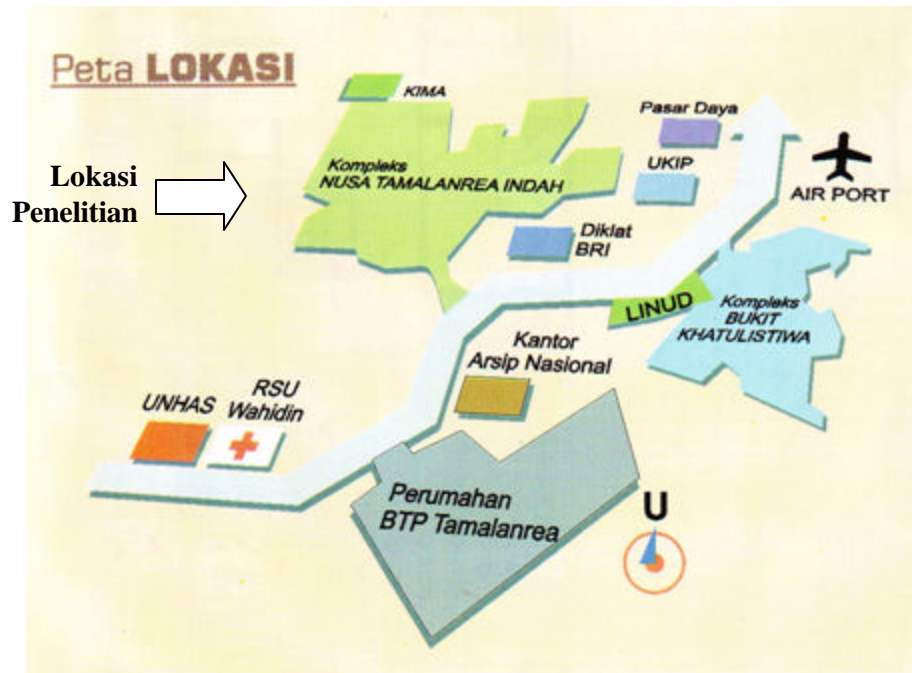 Peta LOKASI
KIMA
Pasar Daya
Lokasi
Penelitian
Kompleks
NUSA TAMALANREA INDAH
UKIP
AIR PORT
Diklat
BRI
LINUD
Kompleks
BUKIT
KHATULISTIWA
Kantor
Arsip Nasional
UNHAS
RSU
Wahidin
Perumahan
BTP Tamalanrea
U